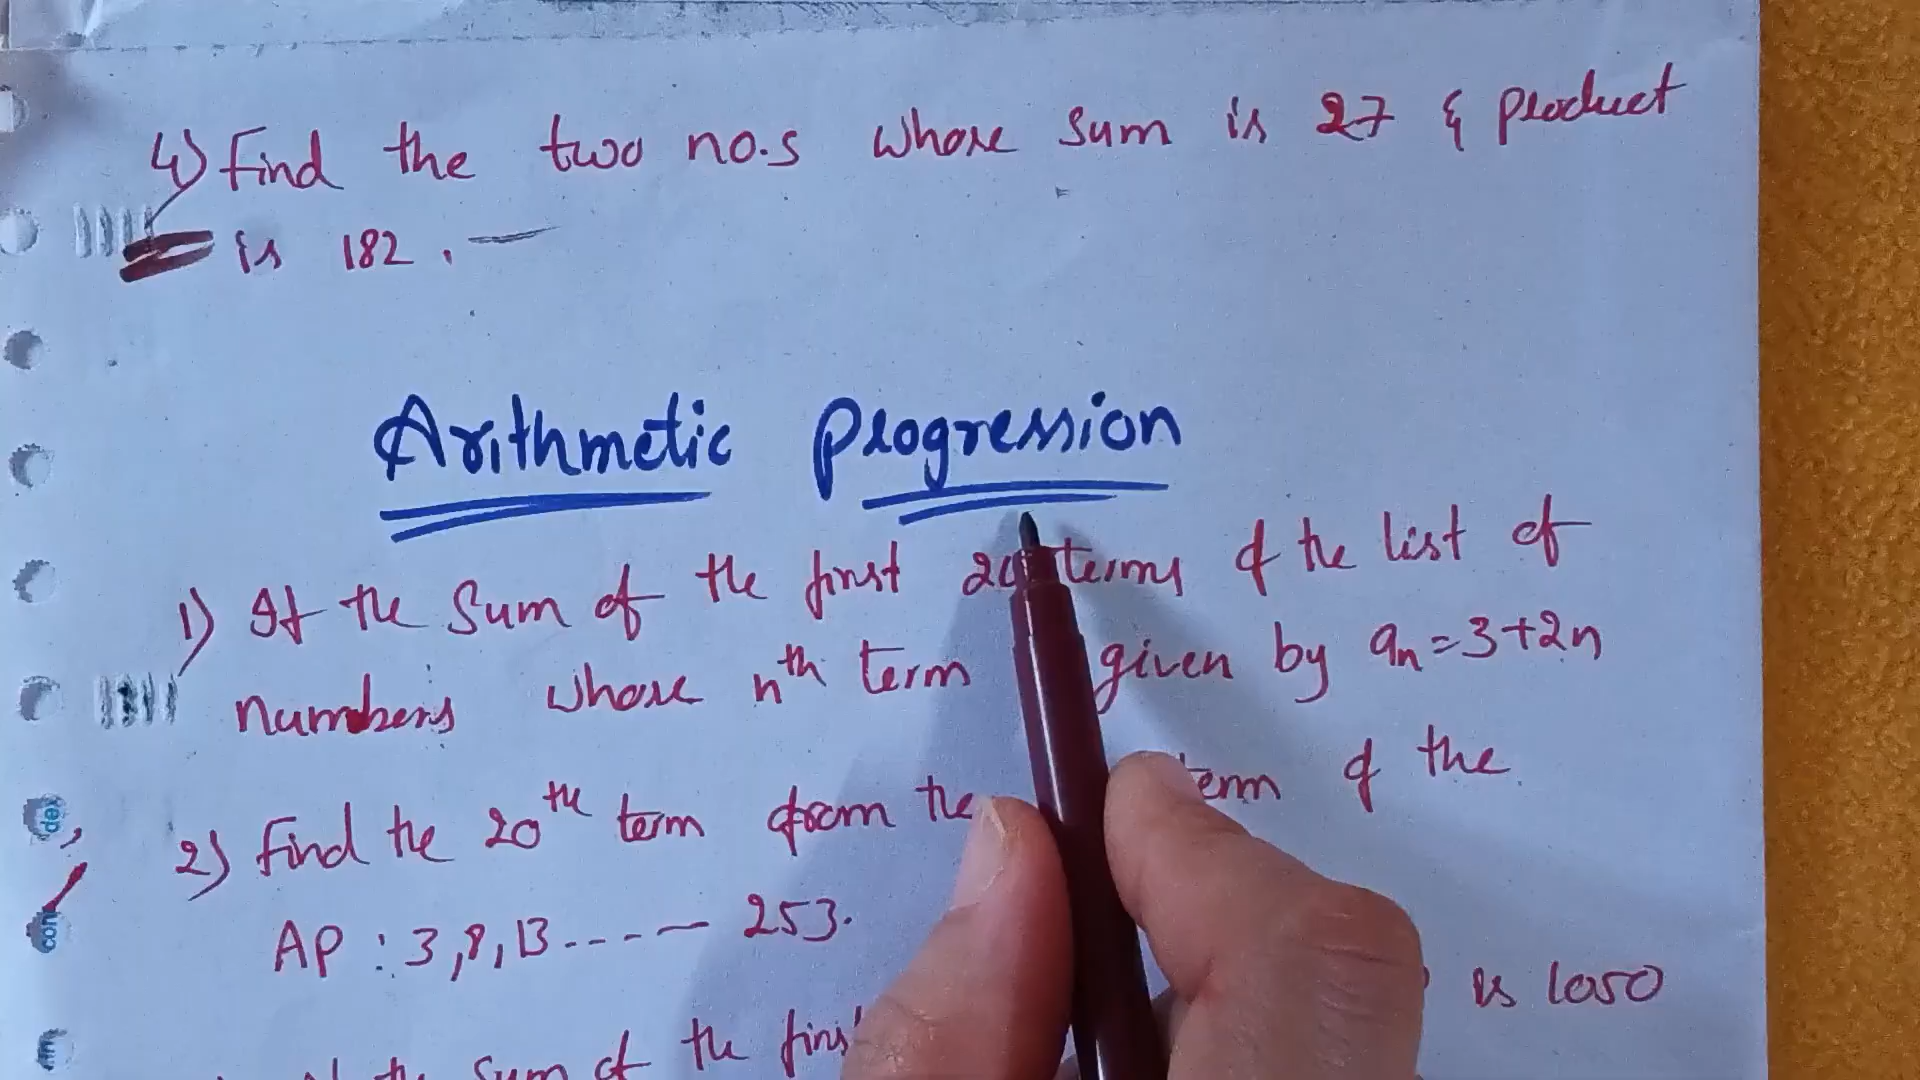 4) Find the two no.s whose sum is 27 & product
is 182.
Arithmetic Progression
1) If the Sum of the first terms of the list of
numbers whose nth term given by an=3+2n
2) Find the 20th term from the term of the
AP : 3,8,13----- 253.
is 1050
Sum of the first